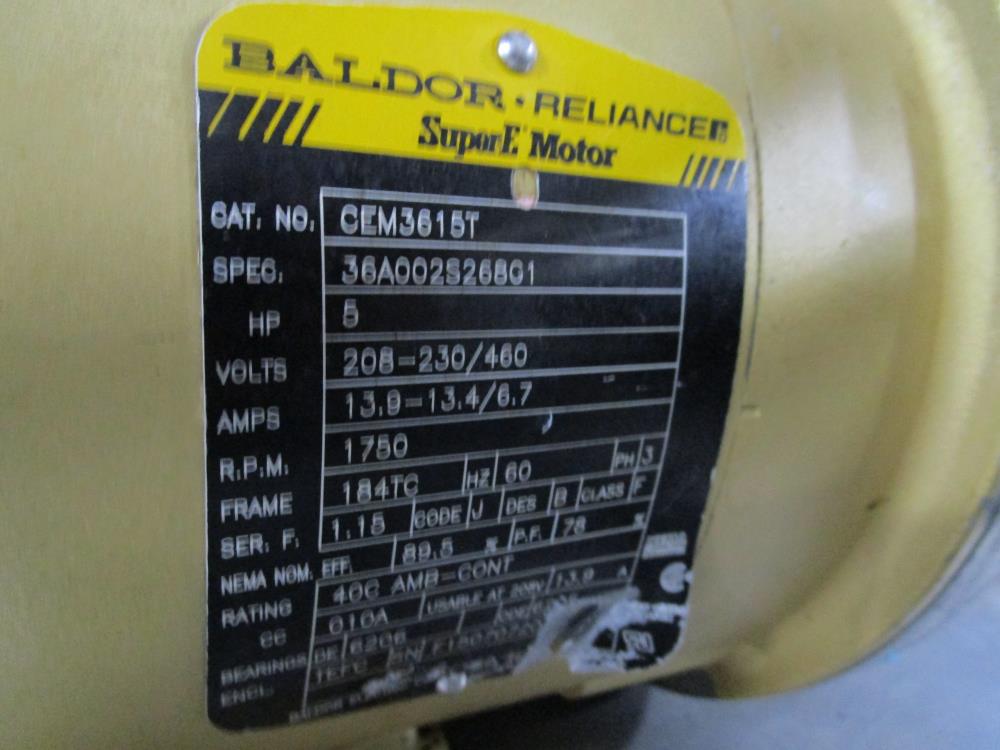 BALDOR · RELIANCE
SuperE Motor
CAT. NO. CEM3615T
SPEC. 36A002S268G1
HP 5
VOLTS 208-230/460
AMPS 13.9-13.4/6.7
R.P.M. 1750
FRAME 184TC HZ 60 PH 3
SER. F. 1.15 CODE J DES B CLASS F
NEMA NOM. EFF. 89.5 % P.F. 78 %
RATING 40C AMB-CONT
CC 010A USABLE AT 208V 13.9 A
BEARINGS DE 6206
ENCL. TEFC SN